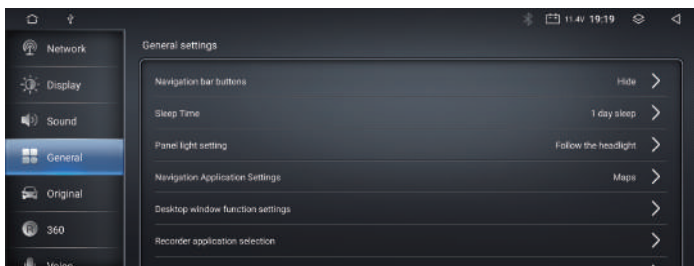 11.4V 19:19
Network
General settings
Display
Navigation bar buttons Hide
Sound
Sleep Time 1 day sleep
General
Panel light setting Follow the headlight
Original
Navigation Application Settings Maps
Desktop window function settings
360
Recorder application selection
Voice